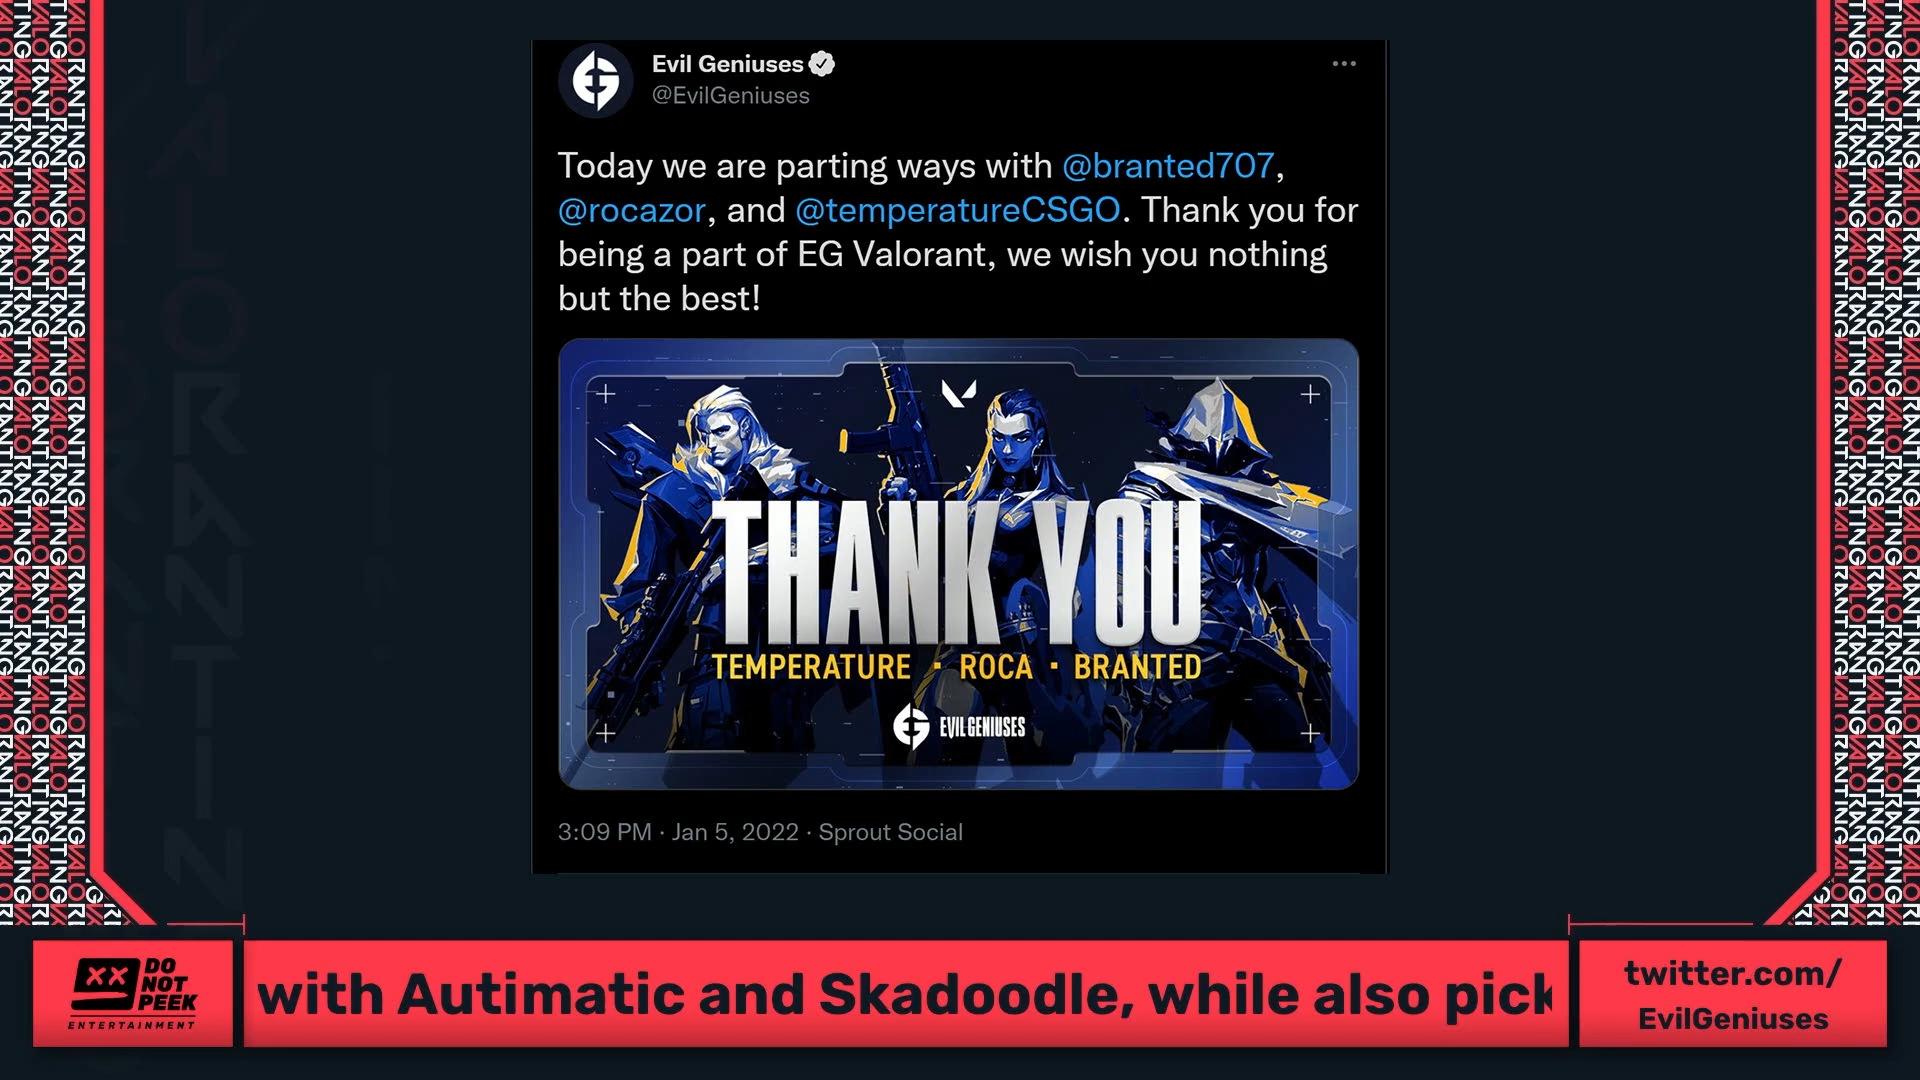 Evil Geniuses
@EvilGeniuses
Today we are parting ways with @branted707,
@rocazor, and @temperatureCSGO. Thank you for
being a part of EG Valorant, we wish you nothing
but the best!
THANK YOU
TEMPERATURE · ROCA · BRANTED
EVIL GENIUSES
3:09 PM · Jan 5, 2022 · Sprout Social
DO
NOT
PEEK
ENTERTAINMENT
with Autimatic and Skadoodle, while also pick
twitter.com/
EvilGeniuses
VALORANTING
VALORANTING